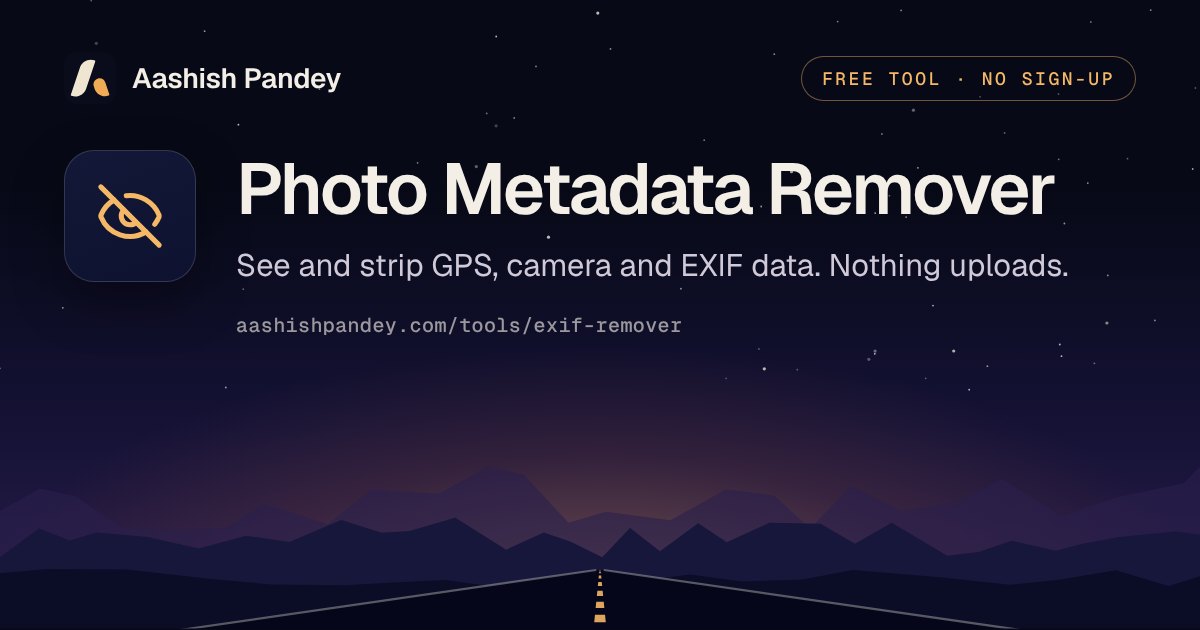 Aashish Pandey
FREE TOOL · NO SIGN-UP
Photo Metadata Remover
See and strip GPS, camera and EXIF data. Nothing uploads.
aashishpandey.com/tools/exif-remover